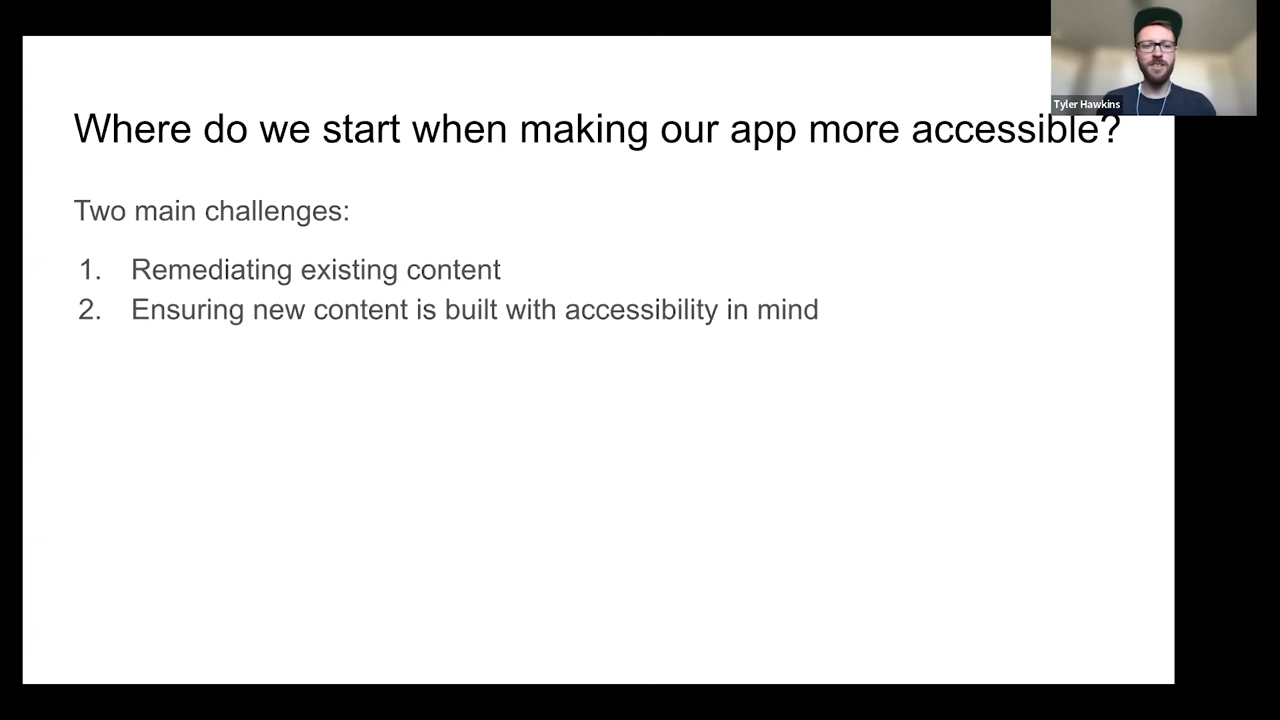 Tyler Hawkins
Where do we start when making our app more accessible?
Two main challenges:
1. Remediating existing content
2. Ensuring new content is built with accessibility in mind